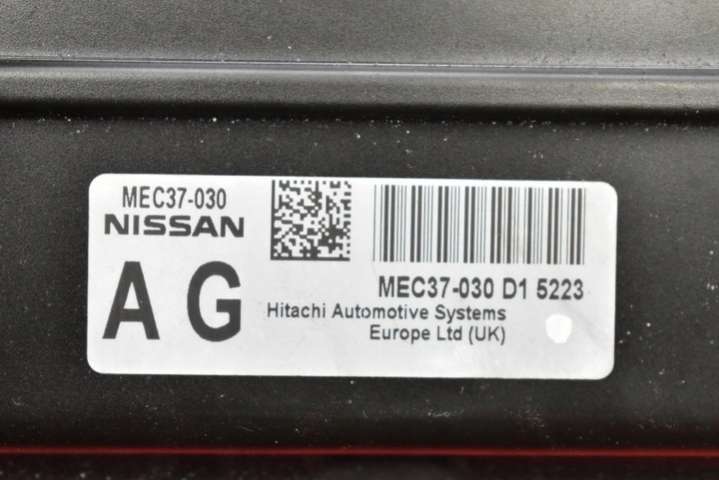 MEC37-030
NISSAN
A G
MEC37-030 D1 5223
Hitachi Automotive Systems
Europe Ltd (UK)